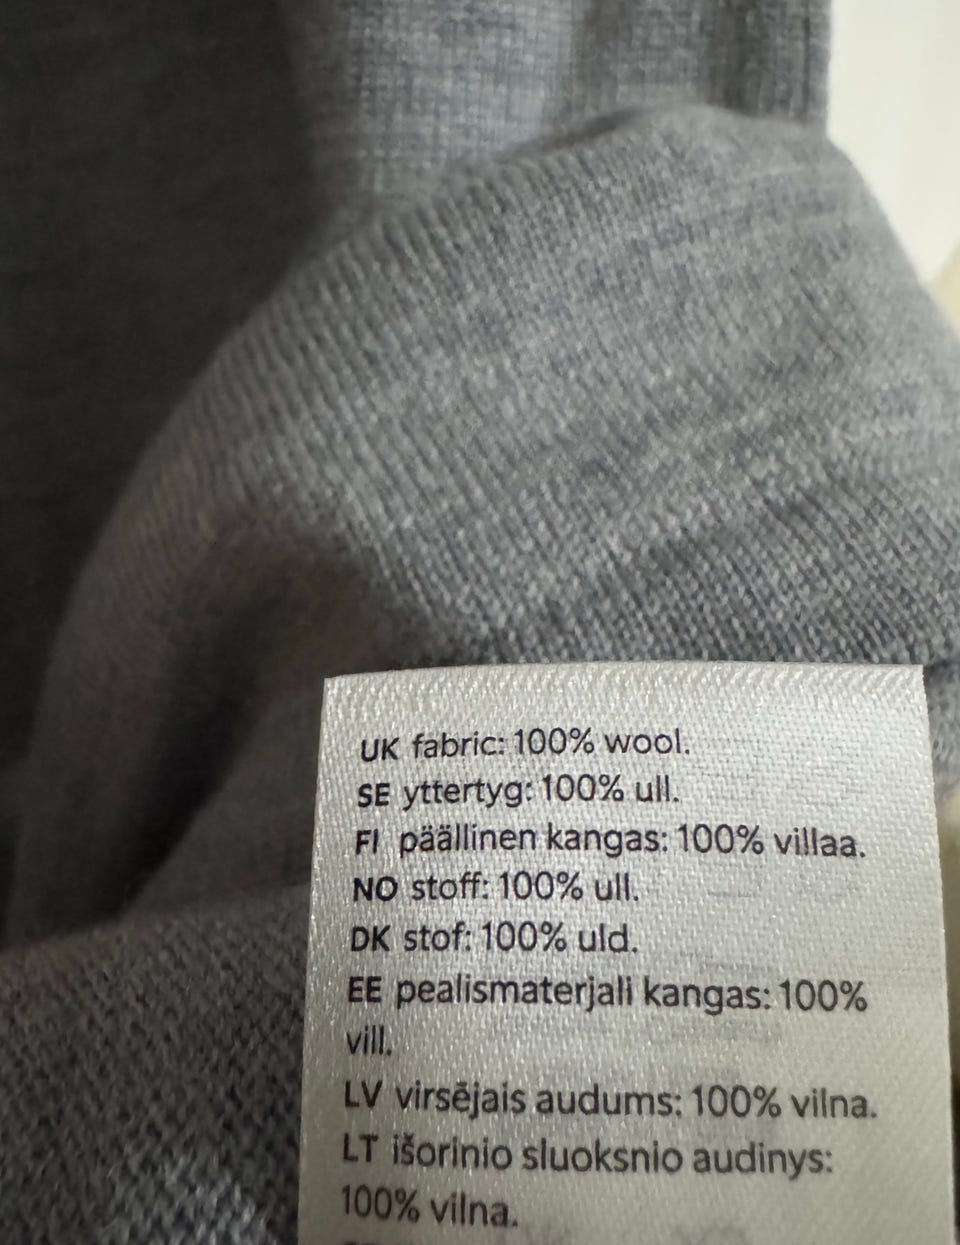 UK fabric: 100% wool.
SE yttertyg: 100% ull.
FI päällinen kangas: 100% villaa.
NO stoff: 100% ull.
DK stof: 100% uld.
EE pealismaterjali kangas: 100%
vill.
LV virsējais audums: 100% vilna.
LT išorinio sluoksnio audinys:
100% vilna.